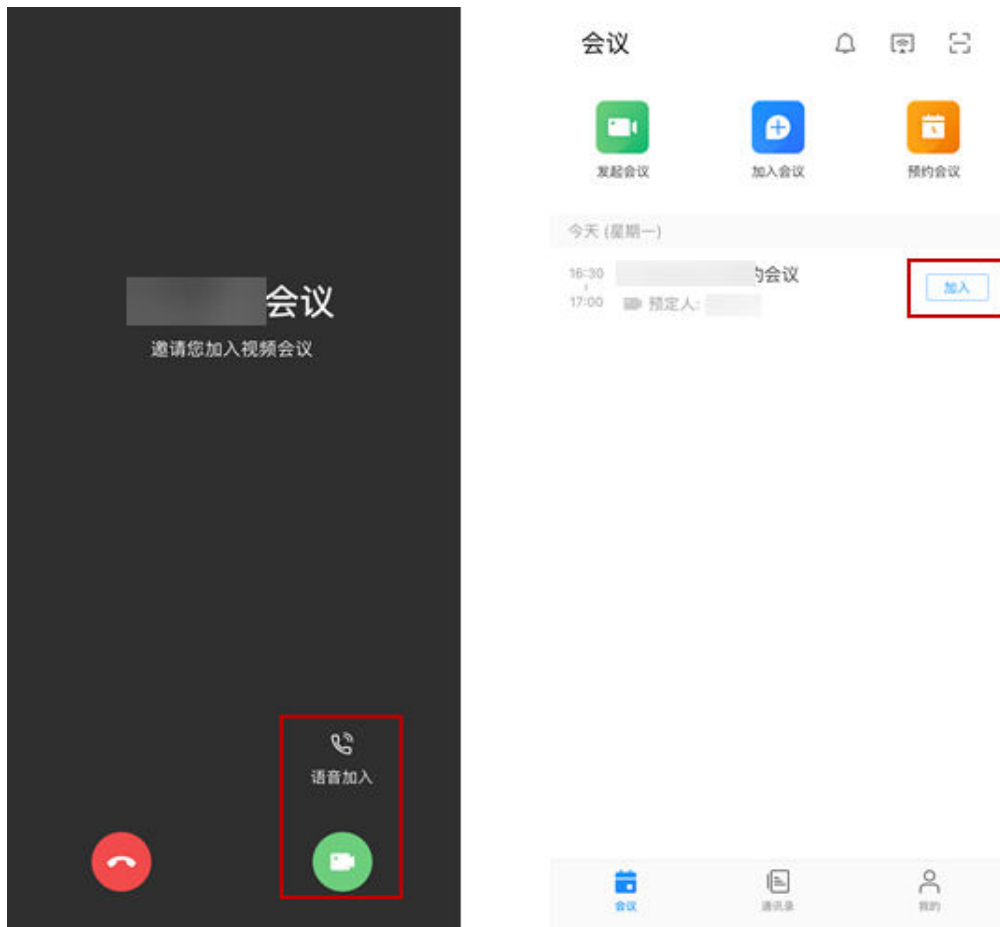 会议
邀请您加入视频会议
语音加入
会议
发起会议
加入会议
预约会议
今天 (星期一)
16:30
的会议
加入
17:00
预定人:
会议
通讯录
我的